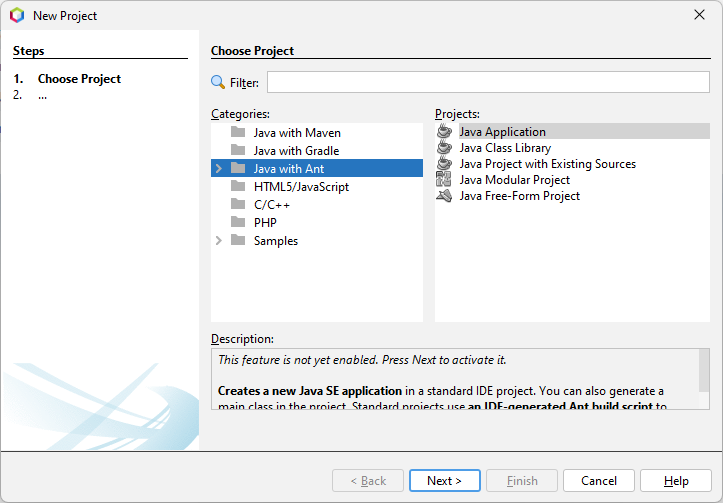 New Project
Steps
1. Choose Project
2. ...
Choose Project
Filter:
Categories:
Java with Maven
Java with Gradle
Java with Ant
HTML5/JavaScript
C/C++
PHP
Samples
Projects:
Java Application
Java Class Library
Java Project with Existing Sources
Java Modular Project
Java Free-Form Project
Description:
This feature is not yet enabled. Press Next to activate it.
Creates a new Java SE application in a standard IDE project. You can also generate a
main class in the project. Standard projects use an IDE-generated Ant build script to
< Back
Next >
Finish
Cancel
Help